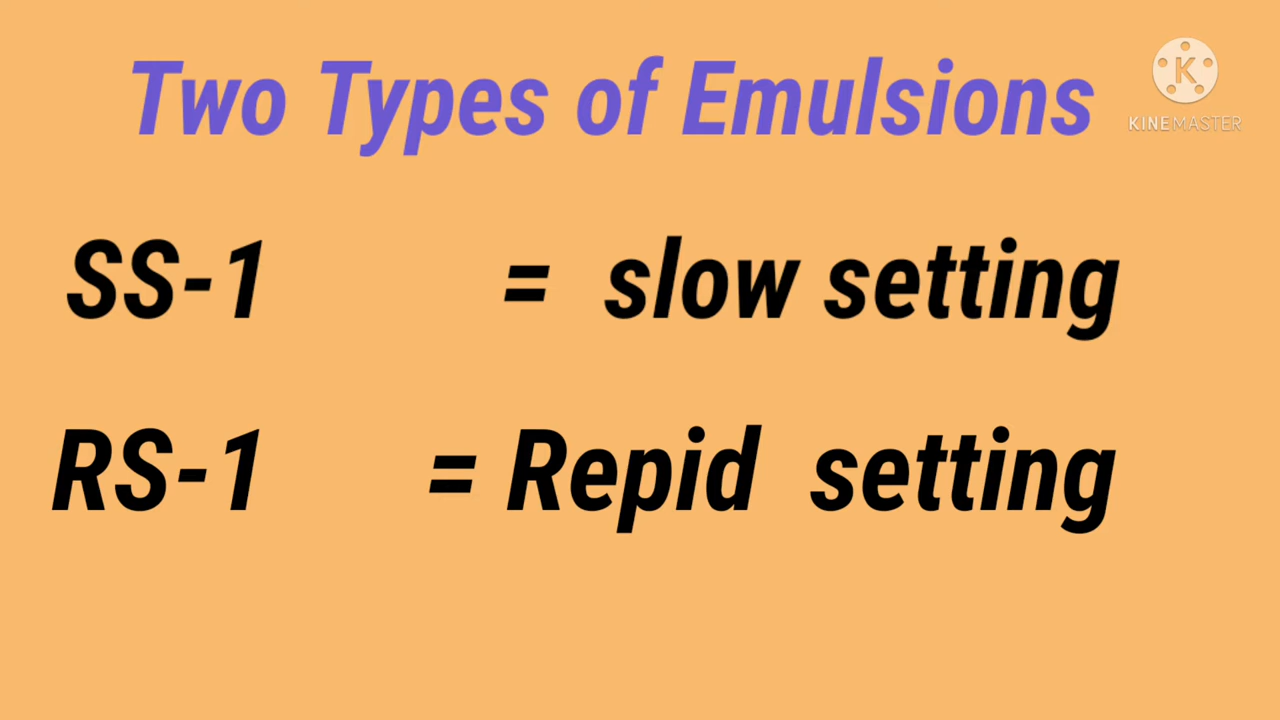 Two Types of Emulsions
K
KINEMASTER
SS-1 = slow setting
RS-1 = Repid setting